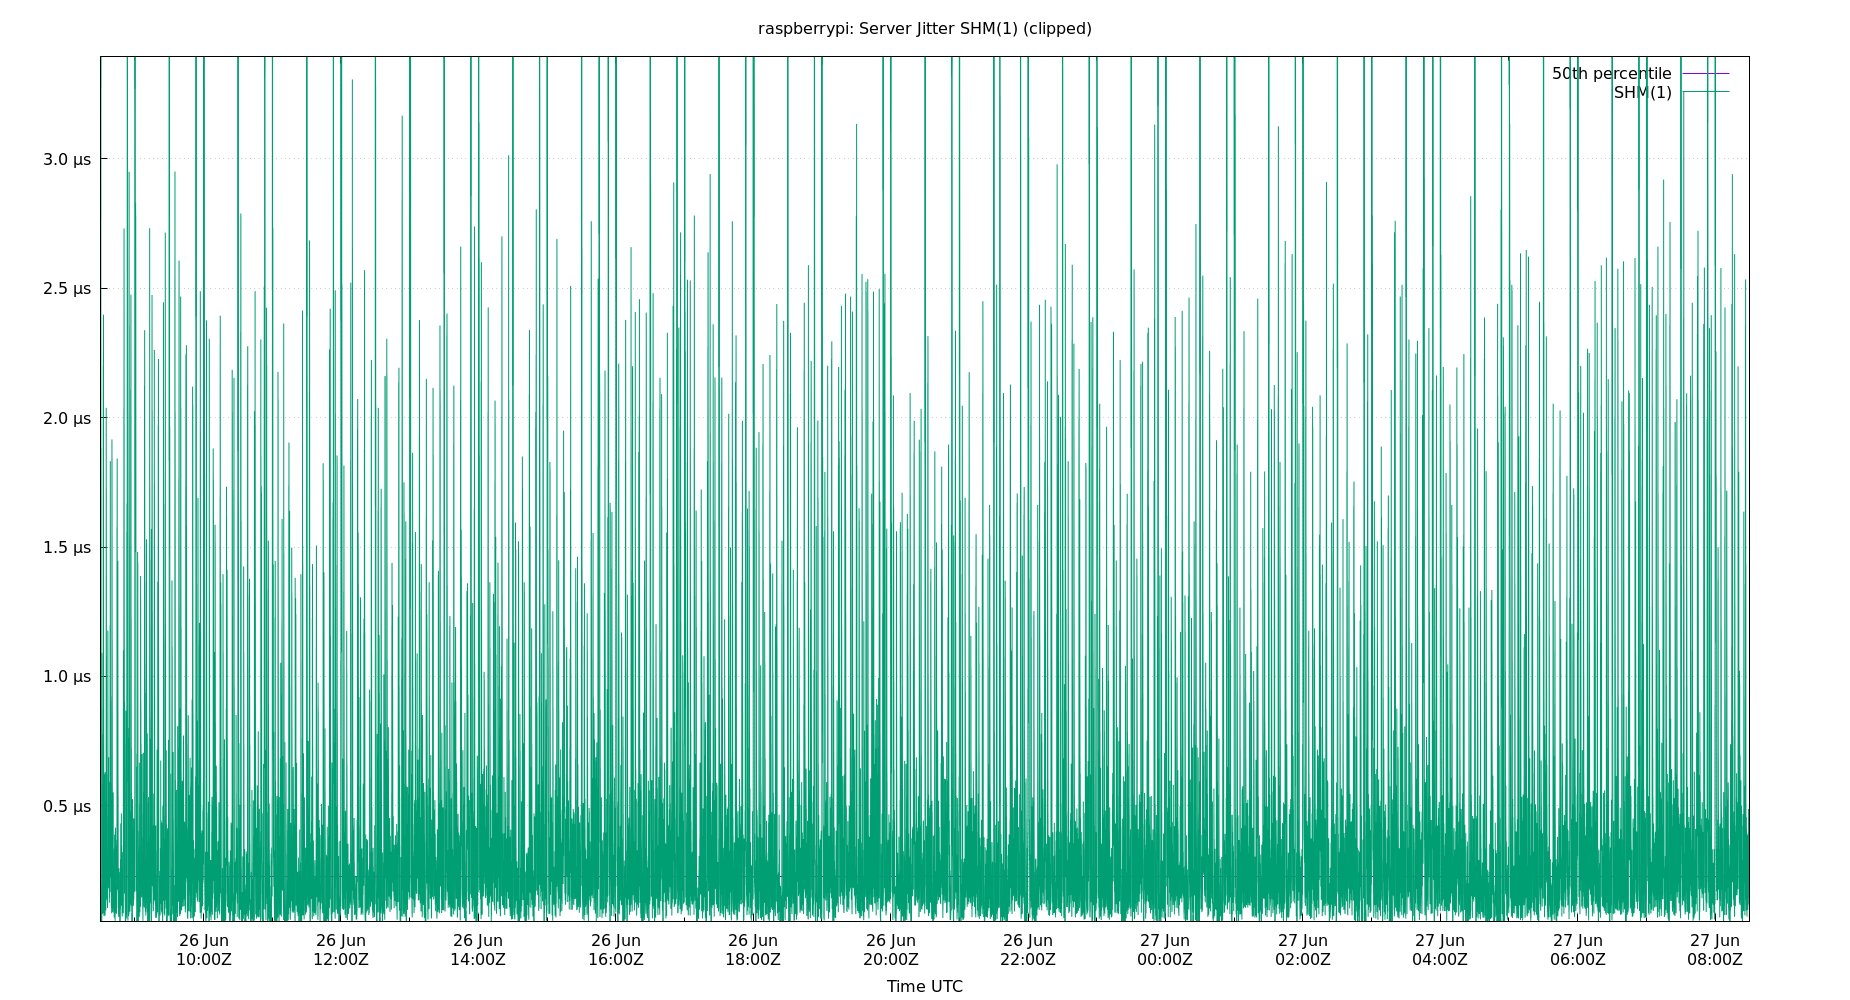 raspberrypi: Server Jitter SHM(1) (clipped)
50th percentile
SHM(1)
3.0 µs
2.5 µs
2.0 µs
1.5 µs
1.0 µs
0.5 µs
26 Jun 26 Jun 26 Jun 26 Jun 26 Jun 26 Jun 26 Jun 27 Jun 27 Jun 27 Jun 27 Jun 27 Jun
10:00Z 12:00Z 14:00Z 16:00Z 18:00Z 20:00Z 22:00Z 00:00Z 02:00Z 04:00Z 06:00Z 08:00Z
Time UTC